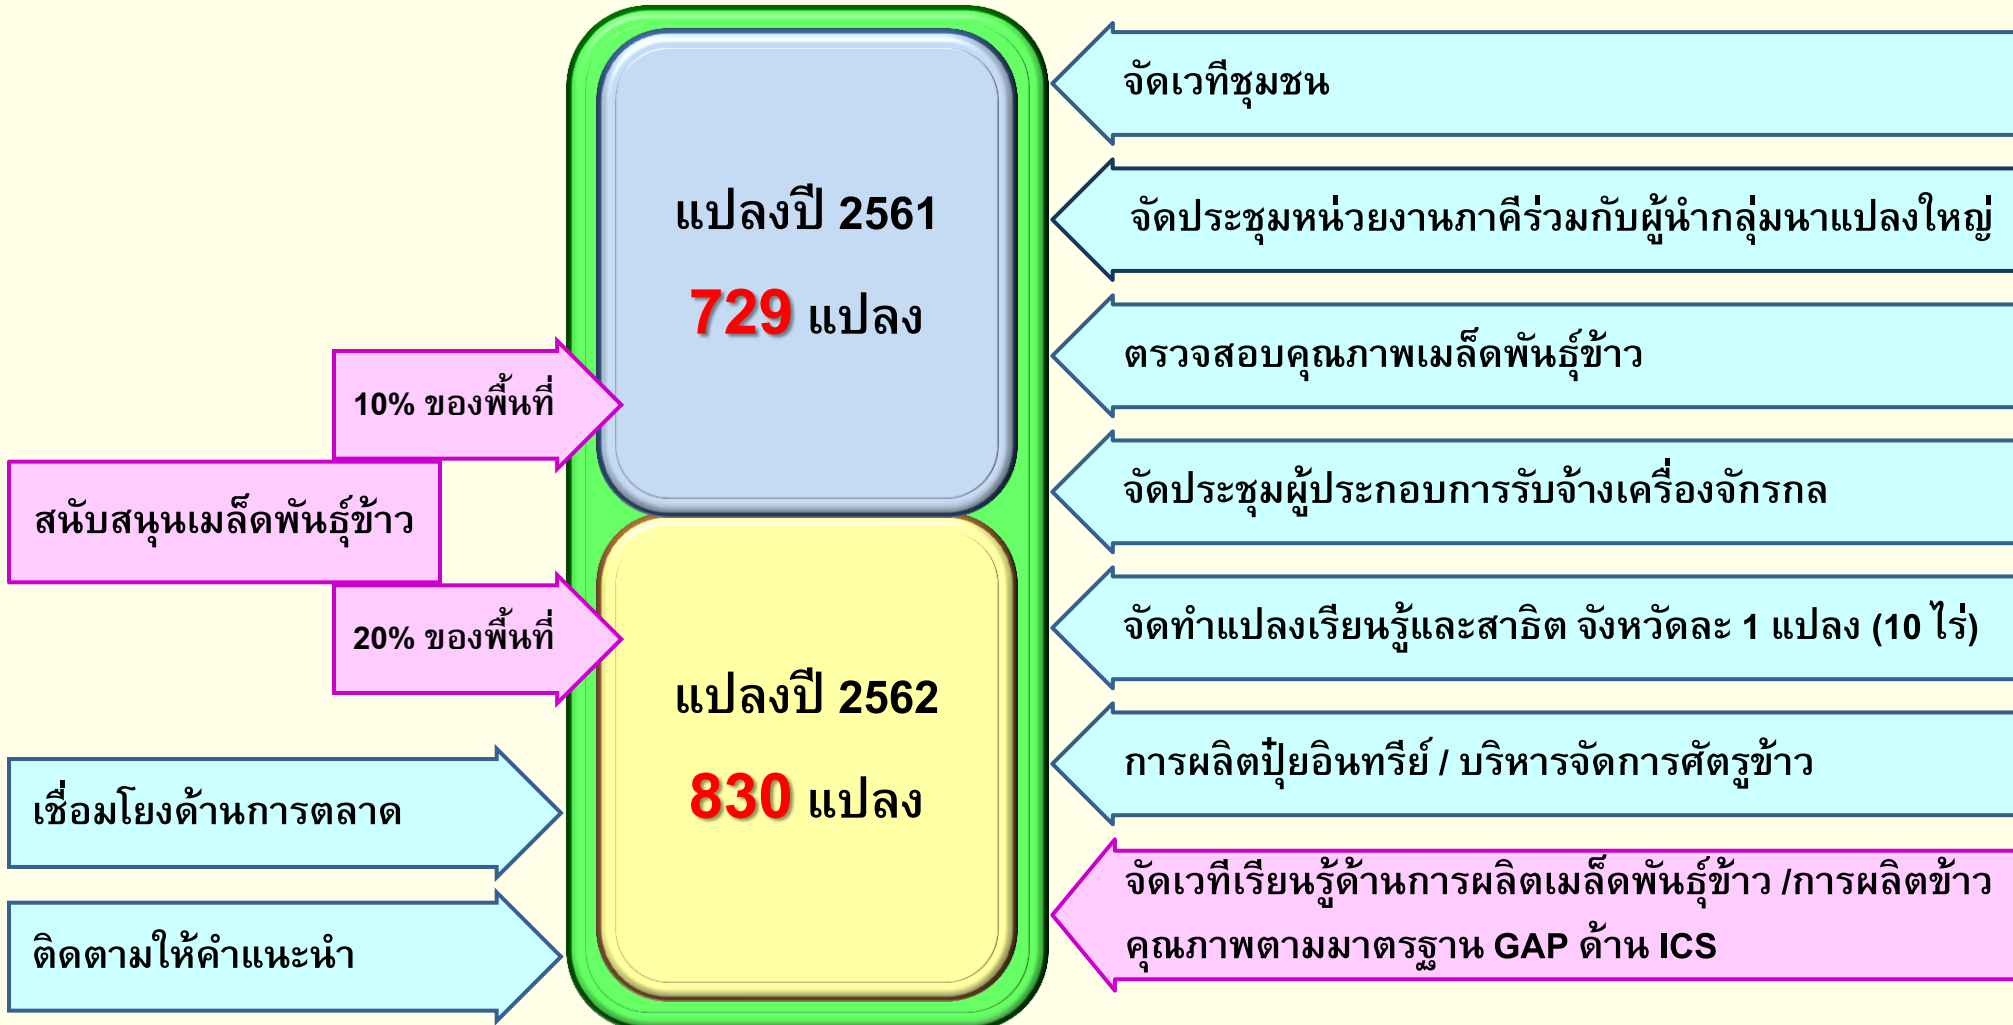 แปลงปี 2561
729 แปลง
10% ของพื้นที่
สนับสนุนเมล็ดพันธุ์ข้าว
20% ของพื้นที่
แปลงปี 2562
830 แปลง
เชื่อมโยงด้านการตลาด
ติดตามให้คำแนะนำ
จัดเวทีชุมชน
จัดประชุมหน่วยงานภาคีร่วมกับผู้นำกลุ่มนาแปลงใหญ่
ตรวจสอบคุณภาพเมล็ดพันธุ์ข้าว
จัดประชุมผู้ประกอบการรับจ้างเครื่องจักรกล
จัดทำแปลงเรียนรู้และสาธิต จังหวัดละ 1 แปลง (10 ไร่)
การผลิตปุ๋ยอินทรีย์ / บริหารจัดการศัตรูข้าว
จัดเวทีเรียนรู้ด้านการผลิตเมล็ดพันธุ์ข้าว /การผลิตข้าว
คุณภาพตามมาตรฐาน GAP ด้าน ICS